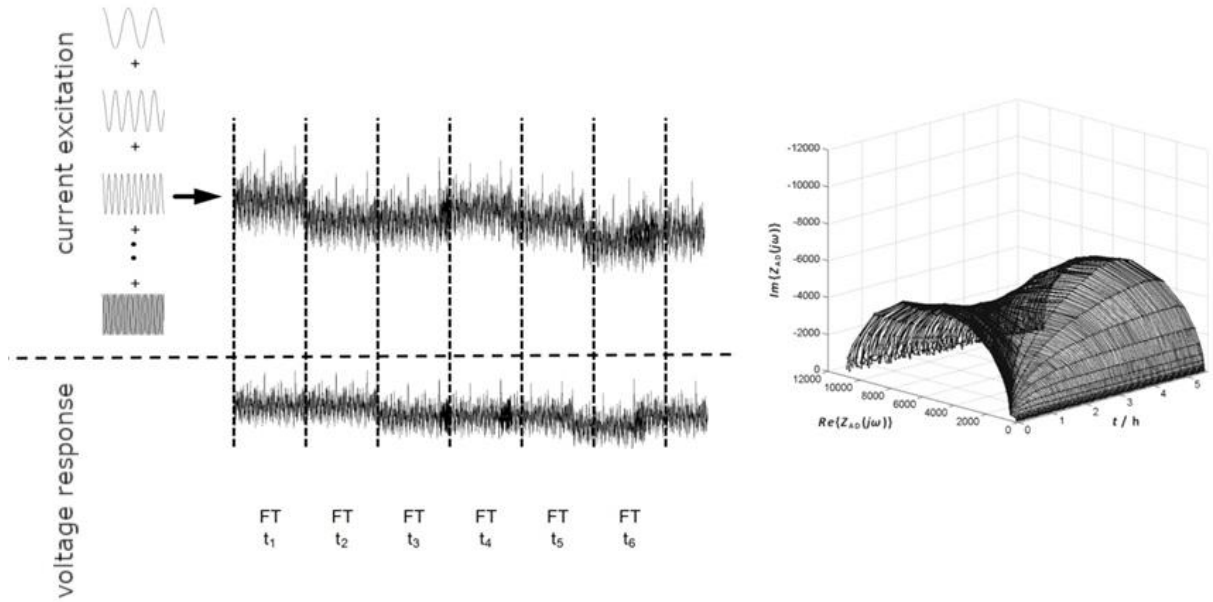 current excitation
+
+
+
+
voltage response
FT FT FT FT FT FT
t₁ t₂ t₃ t₄ t₅ t₆
-12000
-10000
-8000
-6000
-4000
-2000
0
Im{Z_AD(jω)}
12000 10000 8000 6000 4000 2000 0
Re{Z_AD(jω)}
0 1 2 3 4 5
t / h